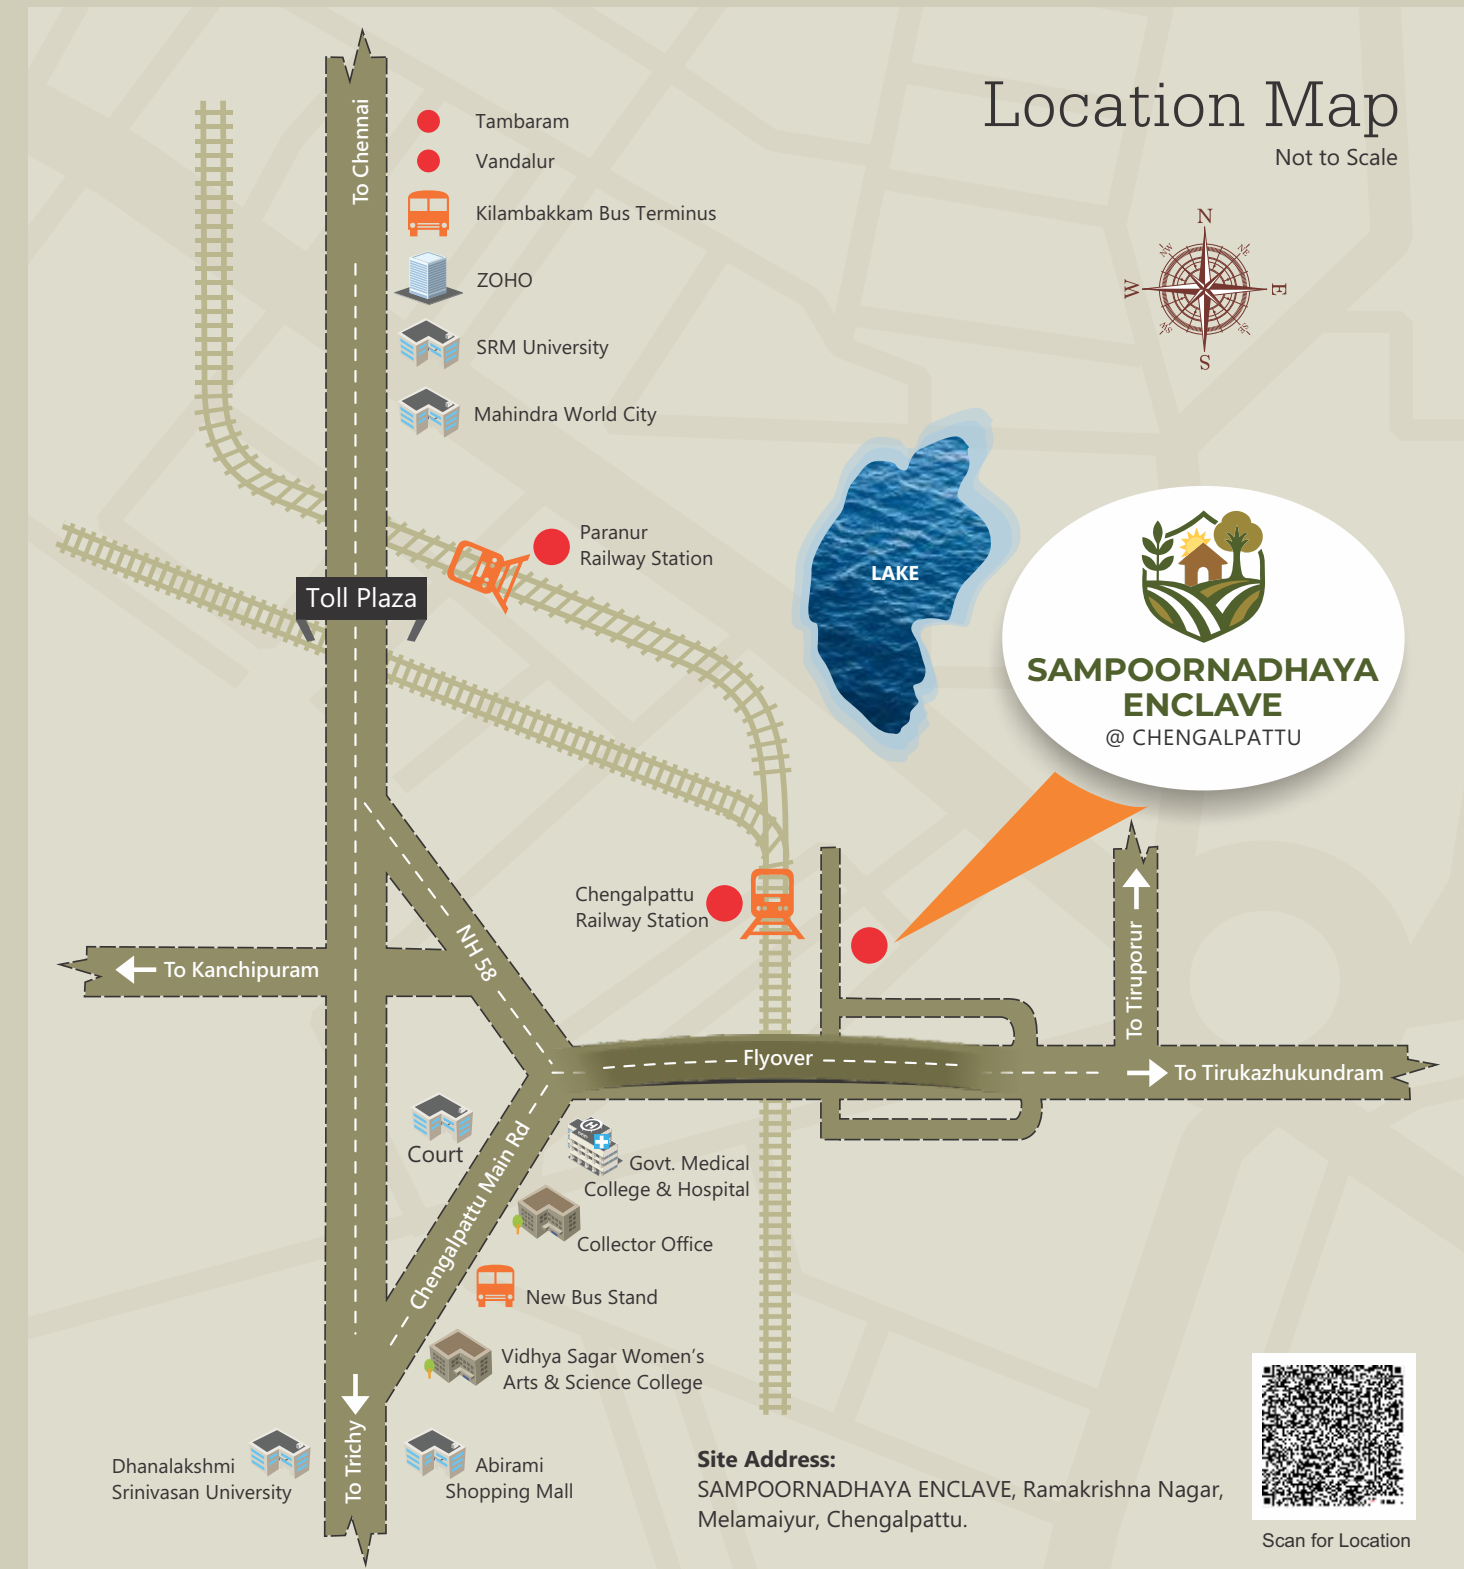 Location Map
Not to Scale
To Chennai
Tambaram
Vandalur
Kilambakkam Bus Terminus
ZOHO
SRM University
Mahindra World City
N
NE
E
SE
S
SW
W
NW
Paranur
Railway Station
Toll Plaza
LAKE
SAMPOORNADHAYA
ENCLAVE
@ CHENGALPATTU
Chengalpattu
Railway Station
NH 58
To Kanchipuram
To Tiruporur
Flyover
To Tirukazhukundram
Court
Chengalpattu Main Rd
H
Govt. Medical
College & Hospital
Collector Office
New Bus Stand
Vidhya Sagar Women’s
Arts & Science College
To Trichy
Dhanalakshmi
Srinivasan University
Abirami
Shopping Mall
Site Address:
SAMPOORNADHAYA ENCLAVE, Ramakrishna Nagar,
Melamaiyur, Chengalpattu.
Scan for Location